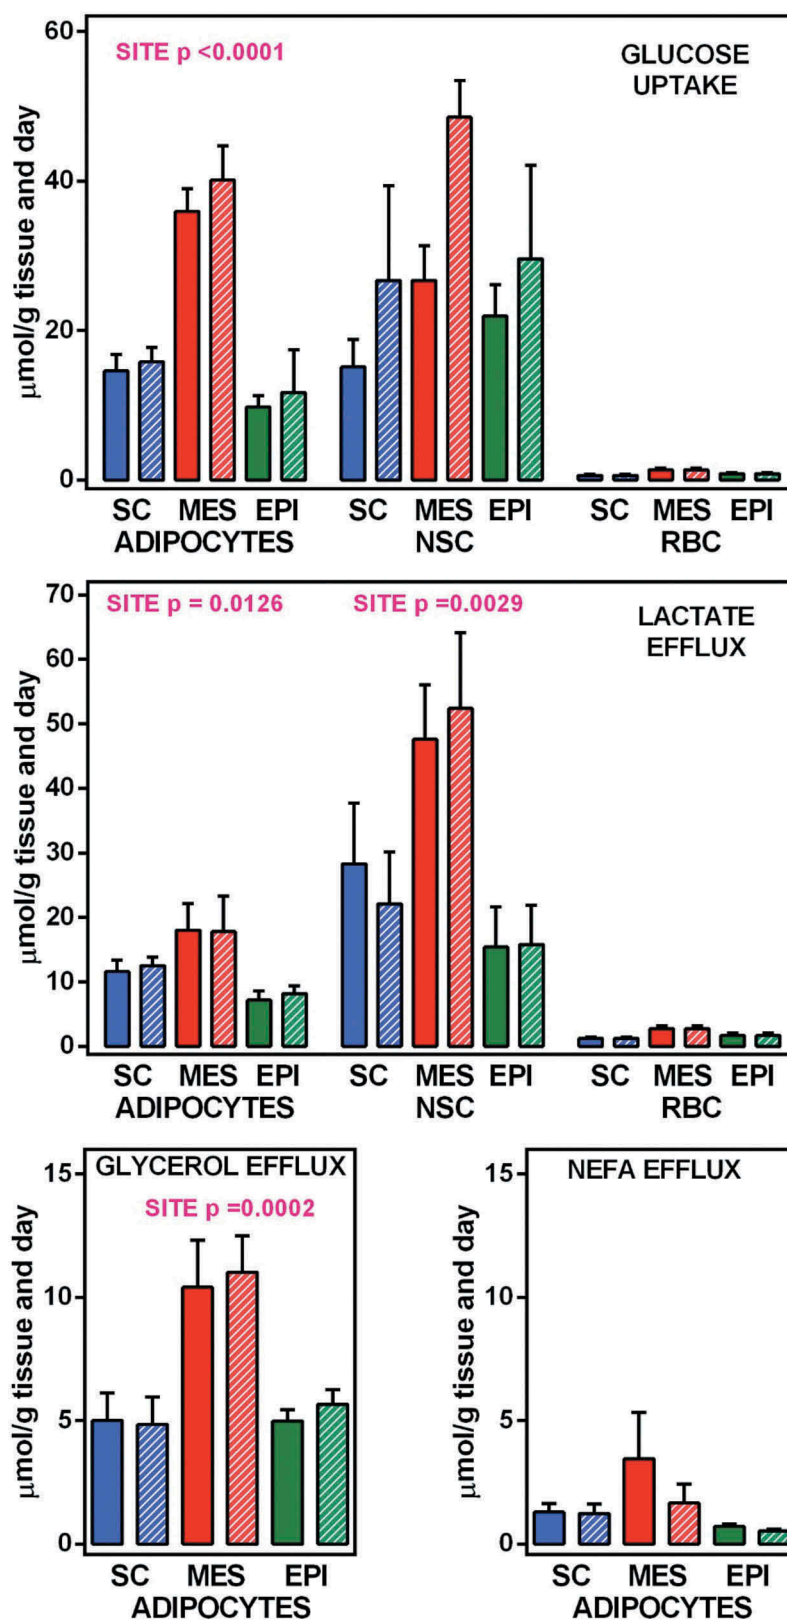 60
SITE p <0.0001
GLUCOSE
UPTAKE
40
20
0
μmol/g tissue and day
SC MES EPI SC MES EPI SC MES EPI
ADIPOCYTES NSC RBC
70
SITE p = 0.0126 SITE p =0.0029
LACTATE
EFFLUX
60
50
40
30
20
10
0
μmol/g tissue and day
SC MES EPI SC MES EPI SC MES EPI
ADIPOCYTES NSC RBC
15
GLYCEROL EFFLUX
SITE p =0.0002
10
5
0
μmol/g tissue and day
SC MES EPI
ADIPOCYTES
15
NEFA EFFLUX
10
5
0
μmol/g tissue and day
SC MES EPI
ADIPOCYTES